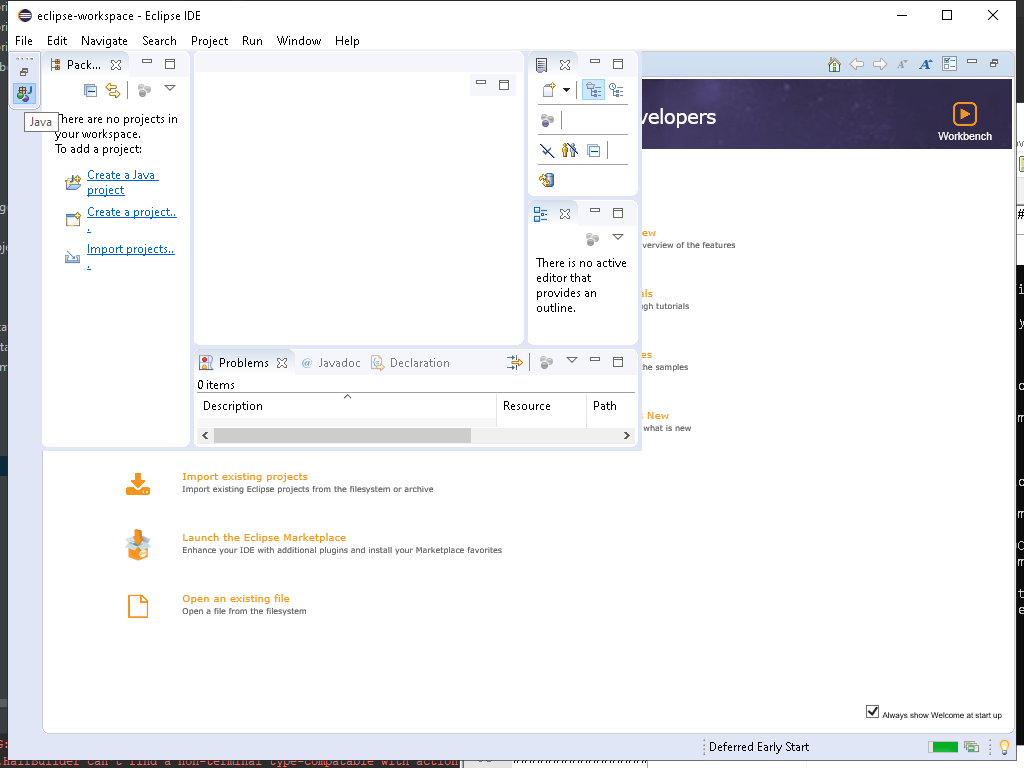 eclipse-workspace - Eclipse IDE
File Edit Navigate Search Project Run Window Help
Pack...
Java
There are no projects in
your workspace.
To add a project:
Create a Java
project
Create a project..
.
Import projects..
.
There is no active
editor that
provides an
outline.
Problems @ Javadoc Declaration
0 items
Description Resource Path
velopers
Workbench
ew
verview of the features
als
gh tutorials
es
he samples
s New
what is new
Import existing projects
Import existing Eclipse projects from the filesystem or archive
Launch the Eclipse Marketplace
Enhance your IDE with additional plugins and install your Marketplace favorites
Open an existing file
Open a file from the filesystem
Always show Welcome at start up
Deferred Early Start
can't find a non-terminal type-compatable with action